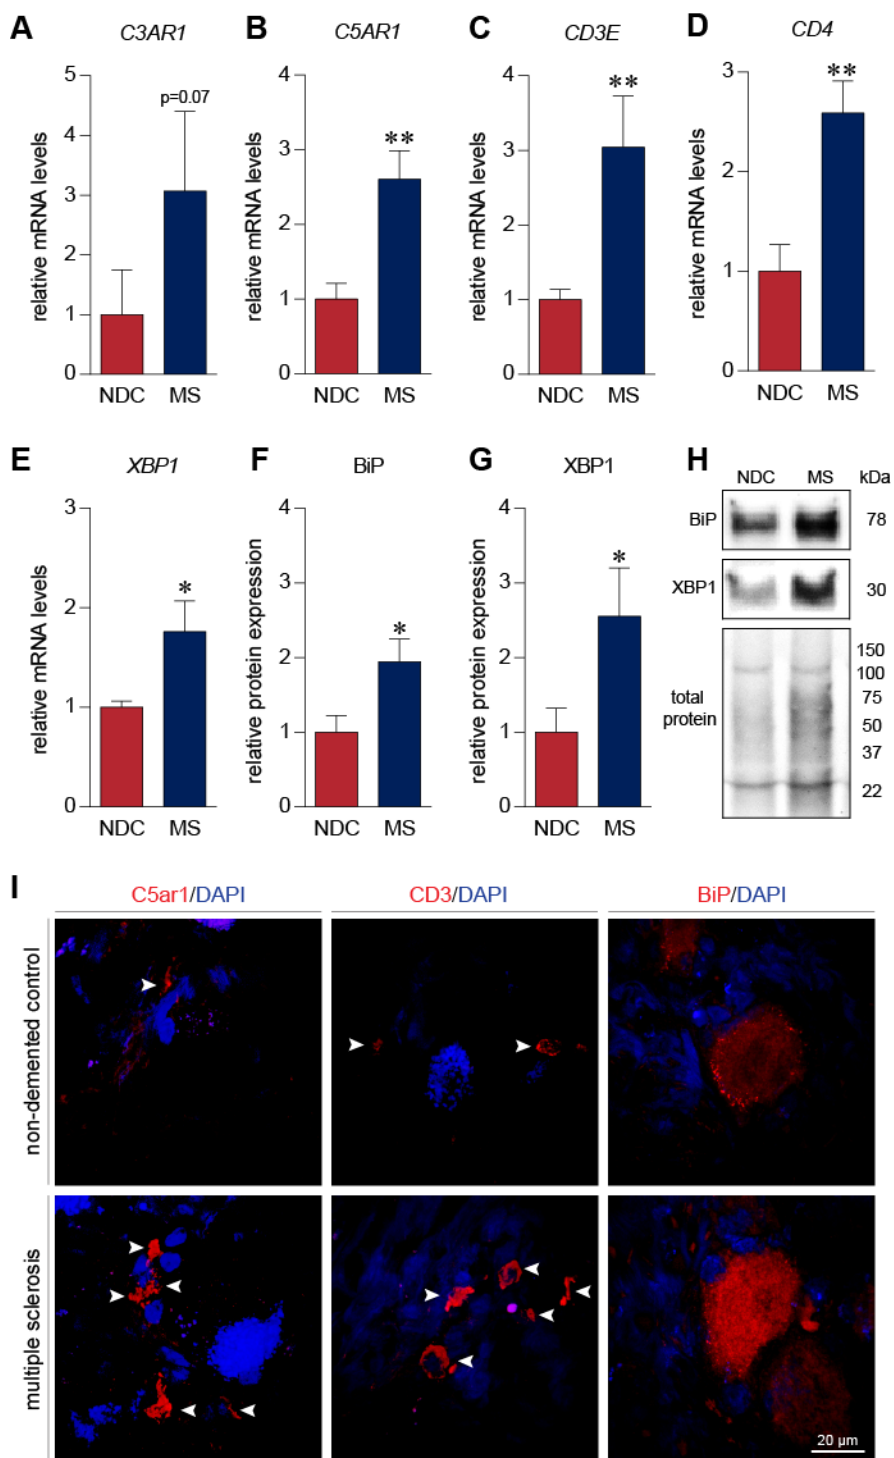 A C3AR1
relative mRNA levels
5
4
3
2
1
0
p=0.07
NDC MS
B C5AR1
relative mRNA levels
4
3
2
1
0
**
NDC MS
C CD3E
relative mRNA levels
4
3
2
1
0
**
NDC MS
D CD4
relative mRNA levels
3
2
1
0
**
NDC MS
E XBP1
relative mRNA levels
3
2
1
0
*
NDC MS
F BiP
relative protein expression
4
3
2
1
0
*
NDC MS
G XBP1
relative protein expression
4
3
2
1
0
*
NDC MS
H
NDC MS kDa
BiP 78
XBP1 30
total
protein
150
100
75
50
37
22
I
C5ar1/DAPI CD3/DAPI BiP/DAPI
non-demented control
multiple sclerosis
20 µm